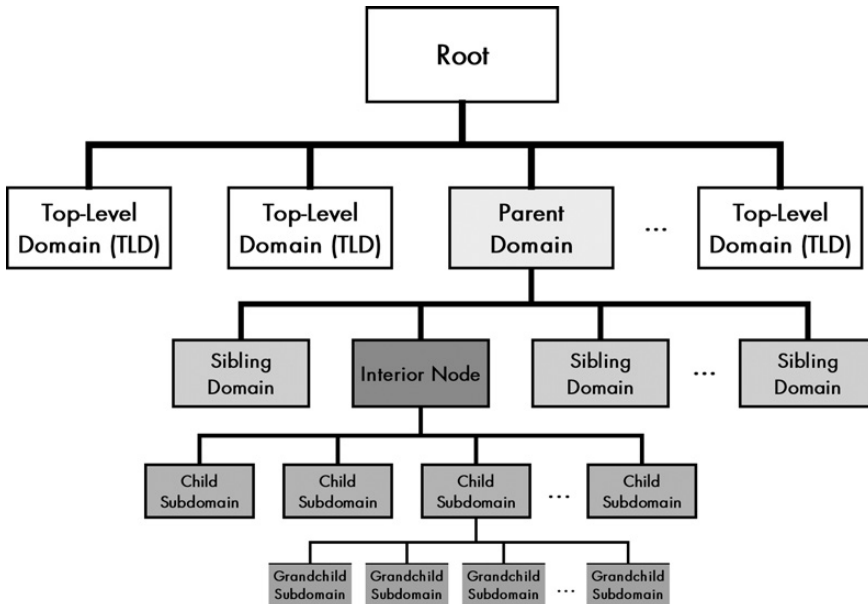 Root
Top-Level
Domain (TLD)
Top-Level
Domain (TLD)
Parent
Domain
...
Top-Level
Domain (TLD)
Sibling
Domain
Interior Node
Sibling
Domain
...
Sibling
Domain
Child
Subdomain
Child
Subdomain
Child
Subdomain
...
Child
Subdomain
Grandchild
Subdomain
Grandchild
Subdomain
Grandchild
Subdomain
...
Grandchild
Subdomain